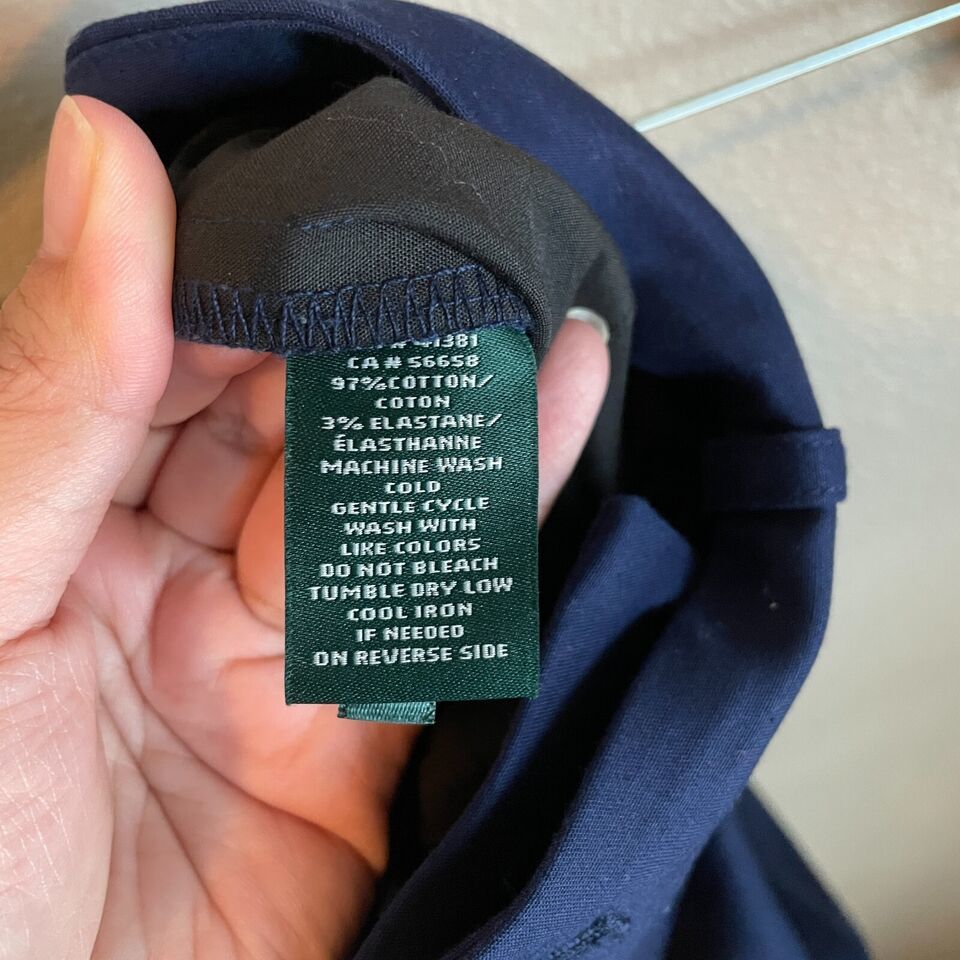 41381
CA # 56658
97%COTTON/
COTON
3% ELASTANE/
ÉLASTHANNE
MACHINE WASH
COLD
GENTLE CYCLE
WASH WITH
LIKE COLORS
DO NOT BLEACH
TUMBLE DRY LOW
COOL IRON
IF NEEDED
ON REVERSE SIDE